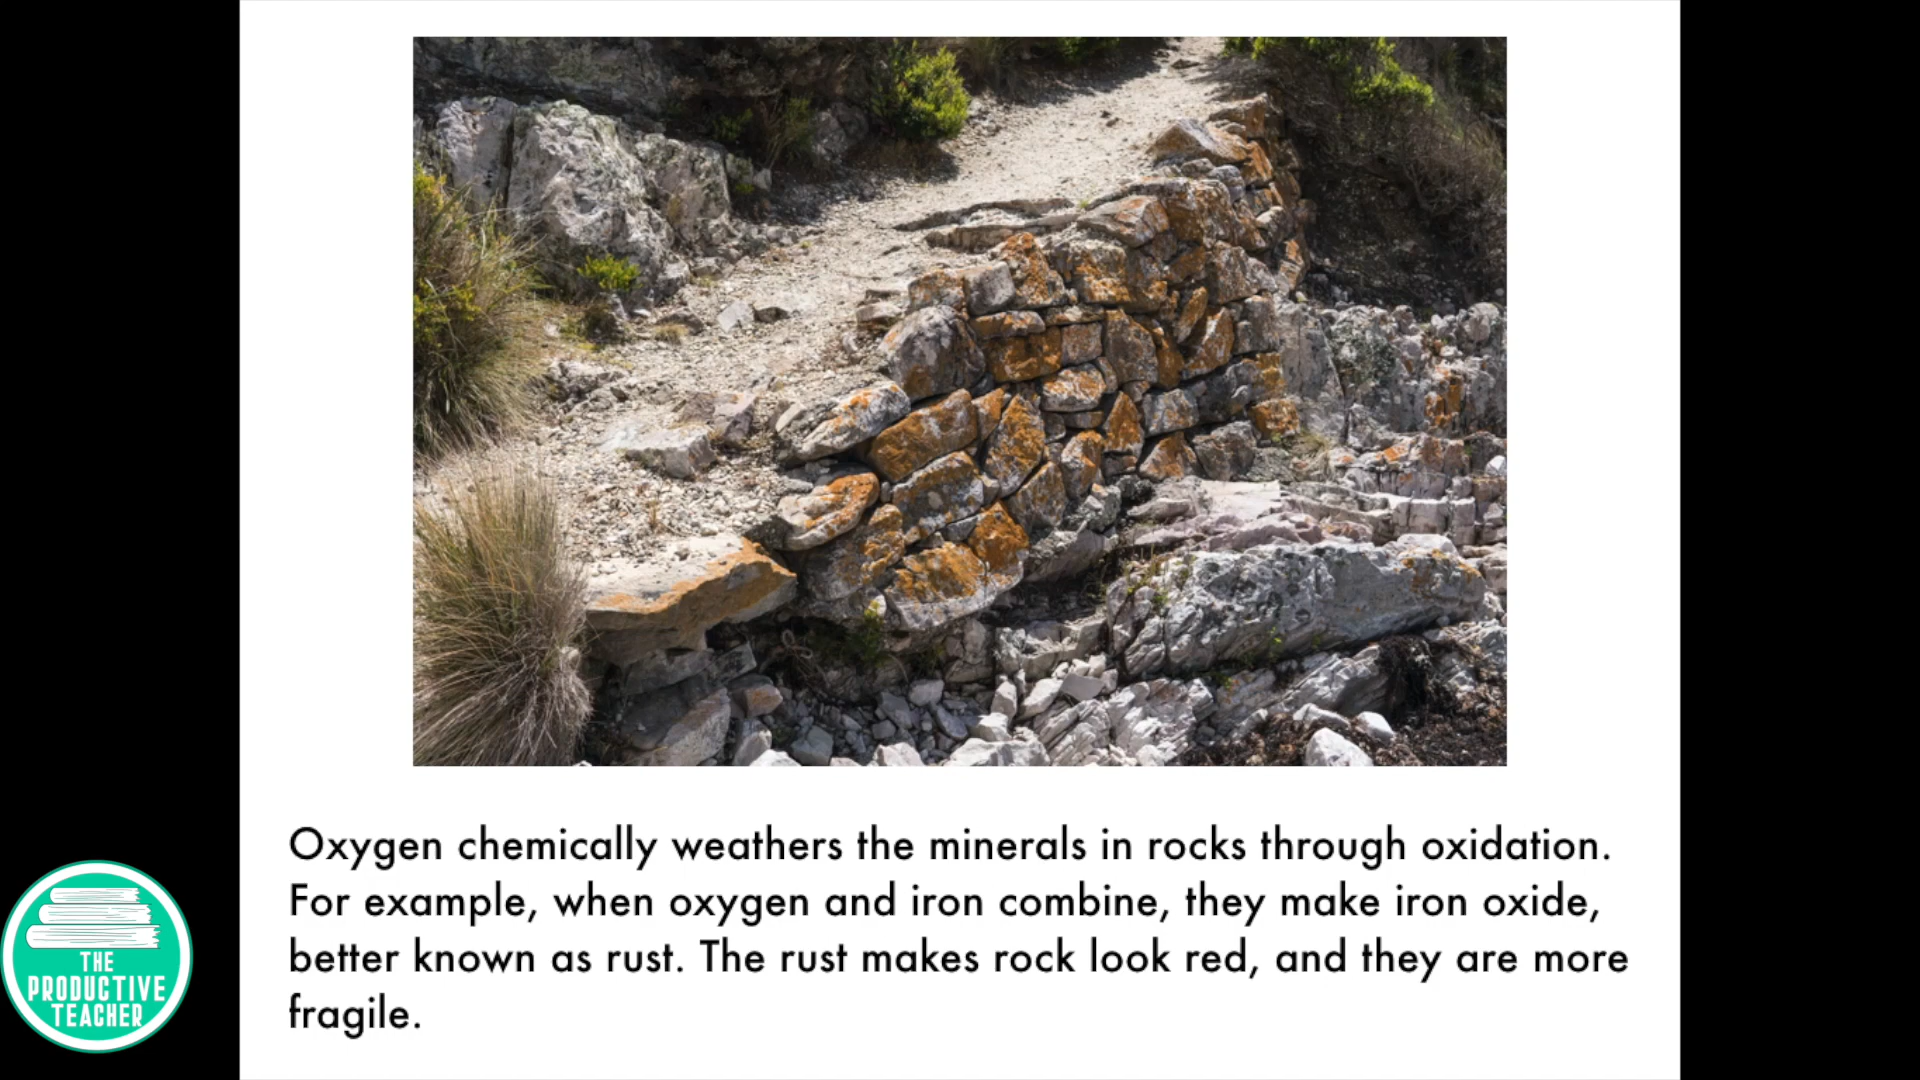 Oxygen chemically weathers the minerals in rocks through oxidation.
For example, when oxygen and iron combine, they make iron oxide,
better known as rust. The rust makes rock look red, and they are more
fragile.
THE
PRODUCTIVE
TEACHER